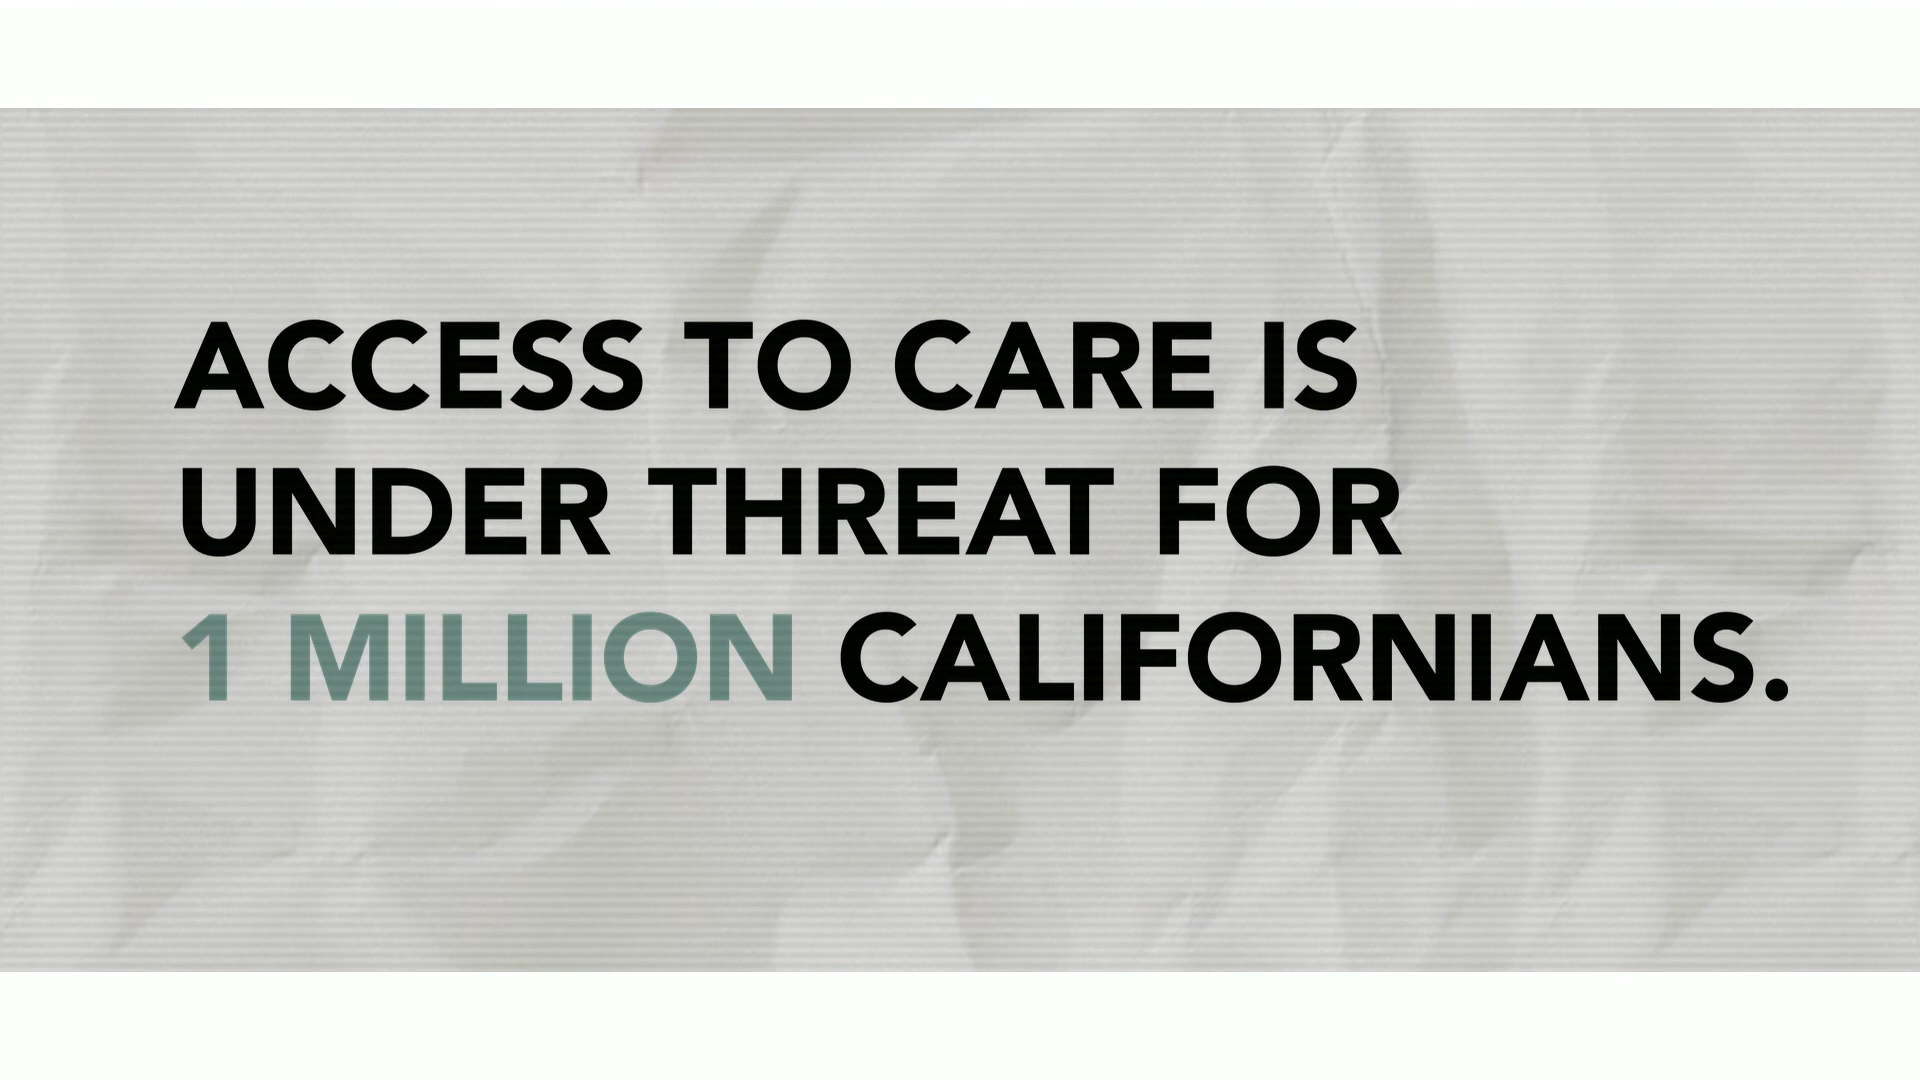 ACCESS TO CARE IS
UNDER THREAT FOR
1 MILLION CALIFORNIANS.